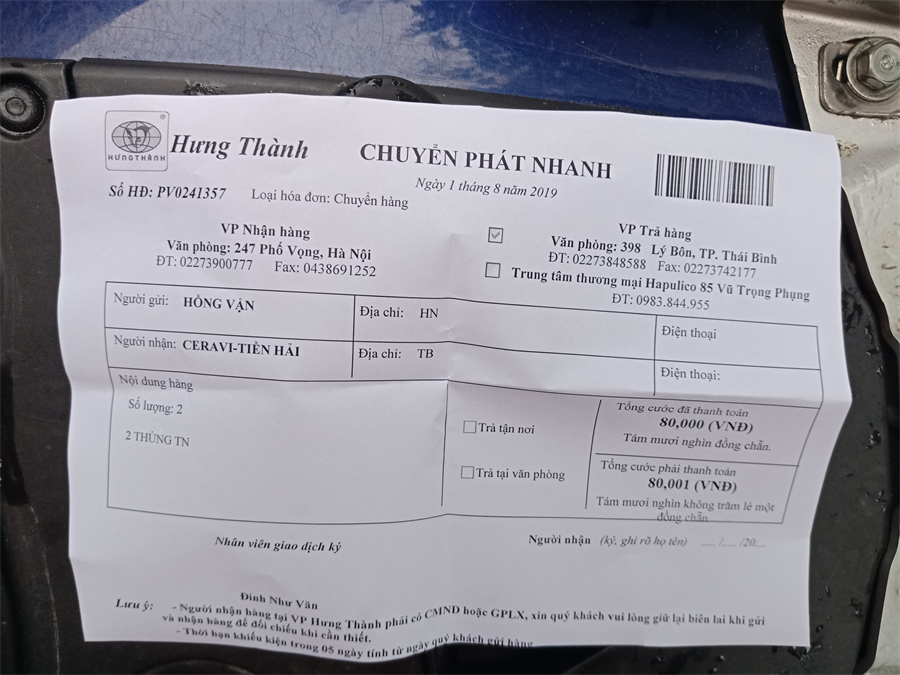 HƯNGTHÀNH
®
Hưng Thành
CHUYỂN PHÁT NHANH
Ngày 1 tháng 8 năm 2019
Số HĐ: PV0241357
Loại hóa đơn: Chuyển hàng
VP Nhận hàng
Văn phòng: 247 Phố Vọng, Hà Nội
ĐT: 02273900777 Fax: 0438691252
VP Trả hàng
Văn phòng: 398 Lý Bôn, TP. Thái Bình
ĐT: 02273848588 Fax: 02273742177
Trung tâm thương mại Hapulico 85 Vũ Trọng Phụng
ĐT: 0983.844.955
Người gửi: HỒNG VẬN
Địa chỉ: HN
Điện thoại
Người nhận: CERAVI-TIỀN HẢI
Địa chỉ: TB
Điện thoại:
Nội dung hàng
Số lượng: 2
2 THÙNG TN
Trả tận nơi
Trả tại văn phòng
Tổng cước đã thanh toán
80,000 (VNĐ)
Tám mươi nghìn đồng chẵn.
Tổng cước phải thanh toán
80,001 (VNĐ)
Tám mươi nghìn không trăm lẻ một
đồng chẵn.
Nhân viên giao dịch ký
Người nhận (ký, ghi rõ họ tên) ...../...../20....
Đinh Như Văn
Lưu ý: - Người nhận hàng tại VP Hưng Thành phải có CMND hoặc GPLX, xin quý khách vui lòng giữ lại biên lai khi gửi
và nhận hàng để đối chiếu khi cần thiết.
- Thời hạn khiếu kiện trong 05 ngày tính từ ngày quý khách gửi hàng